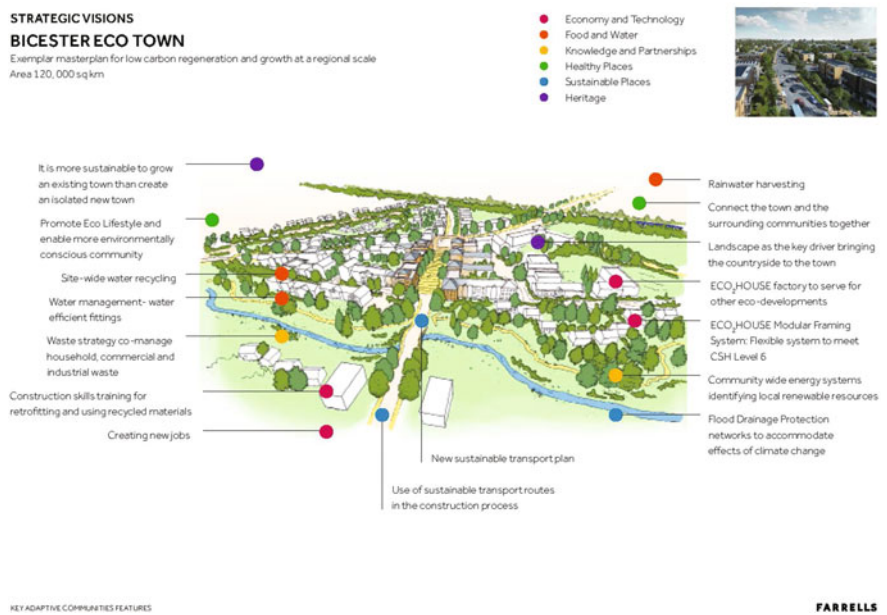 STRATEGIC VISIONS
BICESTER ECO TOWN
Exemplar masterplan for low carbon regeneration and growth at a regional scale
Area 120, 000 sq km
Economy and Technology
Food and Water
Knowledge and Partnerships
Healthy Places
Sustainable Places
Heritage
It is more sustainable to grow
an existing town than create
an isolated new town
Promote Eco Lifestyle and
enable more environmentally
conscious community
Site-wide water recycling
Water management- water
efficient fittings
Waste strategy co-manage
household, commercial and
industrial waste
Construction skills training for
retrofitting and using recycled materials
Creating new jobs
New sustainable transport plan
Use of sustainable transport routes
in the construction process
Rainwater harvesting
Connect the town and the
surrounding communities together
Landscape as the key driver bringing
the countryside to the town
ECO₂HOUSE factory to serve for
other eco-developments
ECO₂HOUSE Modular Framing
System: Flexible system to meet
CSH Level 6
Community wide energy systems
identifying local renewable resources
Flood Drainage Protection
networks to accommodate
effects of climate change
KEY ADAPTIVE COMMUNITIES FEATURES
FARRELLS